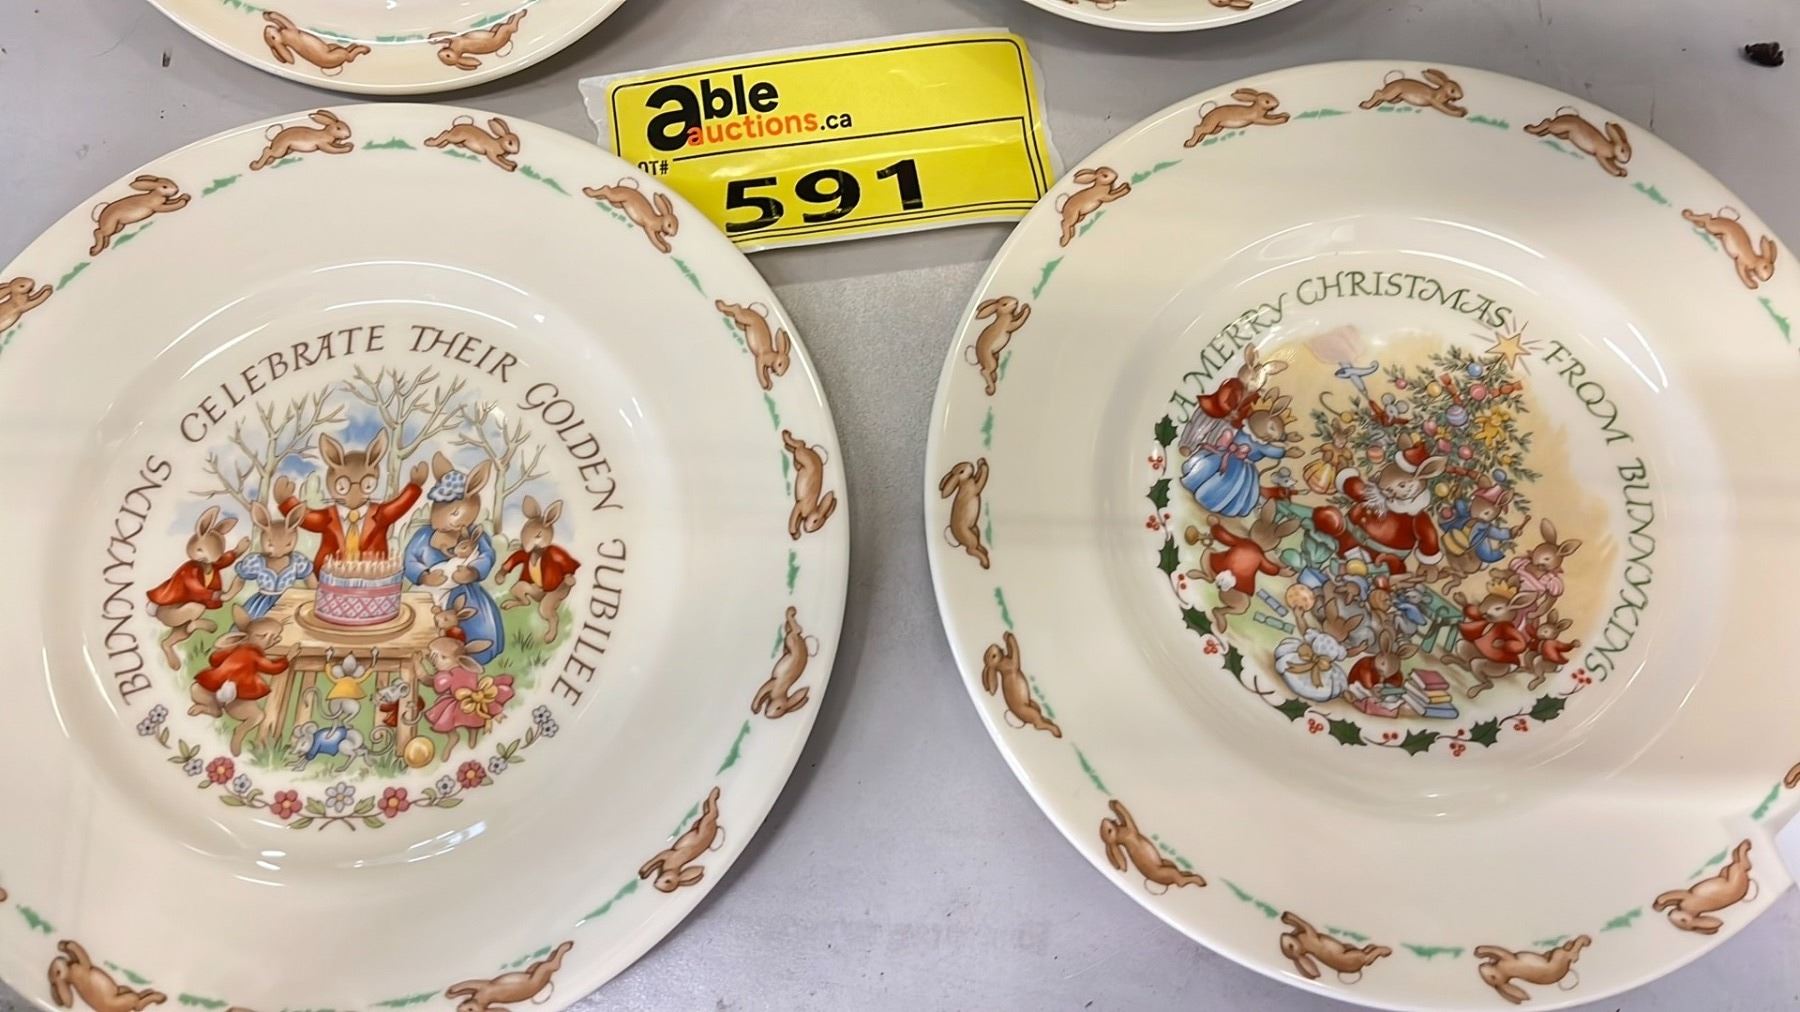 able
auctions.ca
OT#
591
BUNNYKINS CELEBRATE THEIR GOLDEN JUBILEE
A MERRY CHRISTMAS FROM BUNNYKINS